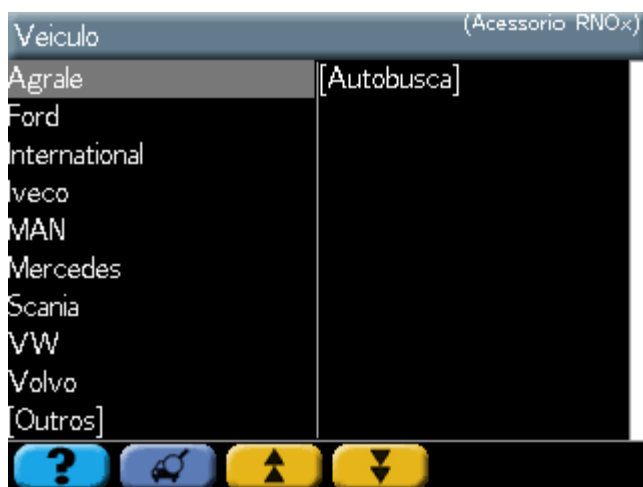 Veiculo (Acessorio RNOx)
Agrale [Autobusca]
Ford
International
Iveco
MAN
Mercedes
Scania
VW
Volvo
[Outros]
?